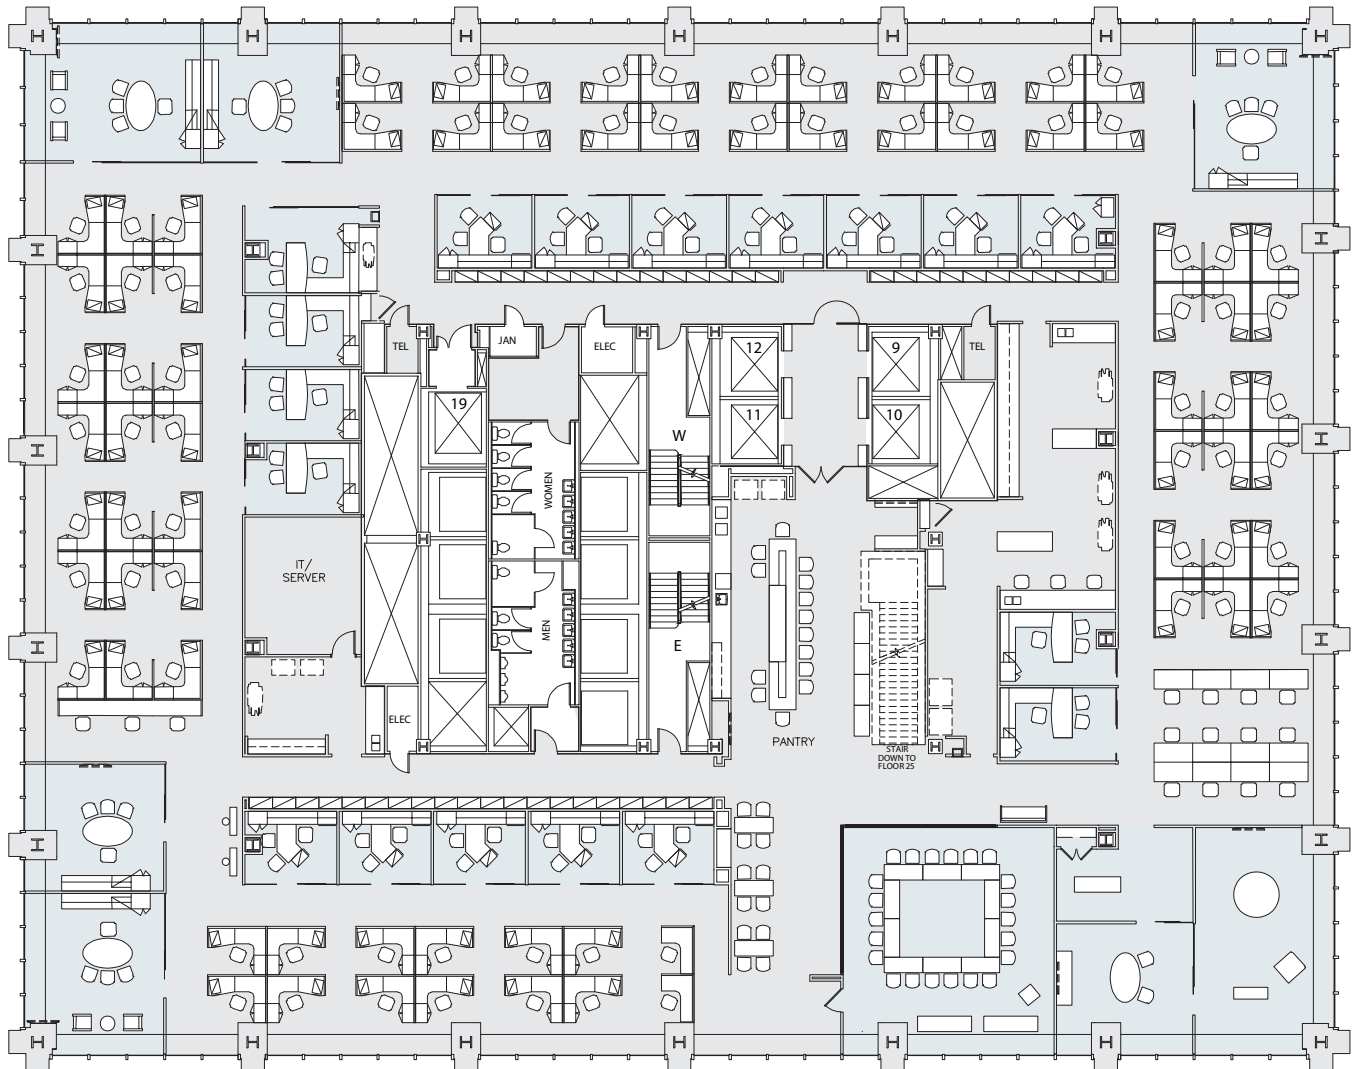 TEL
JAN
ELEC
12
9
TEL
19
11
10
W
WOMEN
IT/
SERVER
MEN
E
ELEC
PANTRY
STAIR
DOWN TO
FLOOR 25